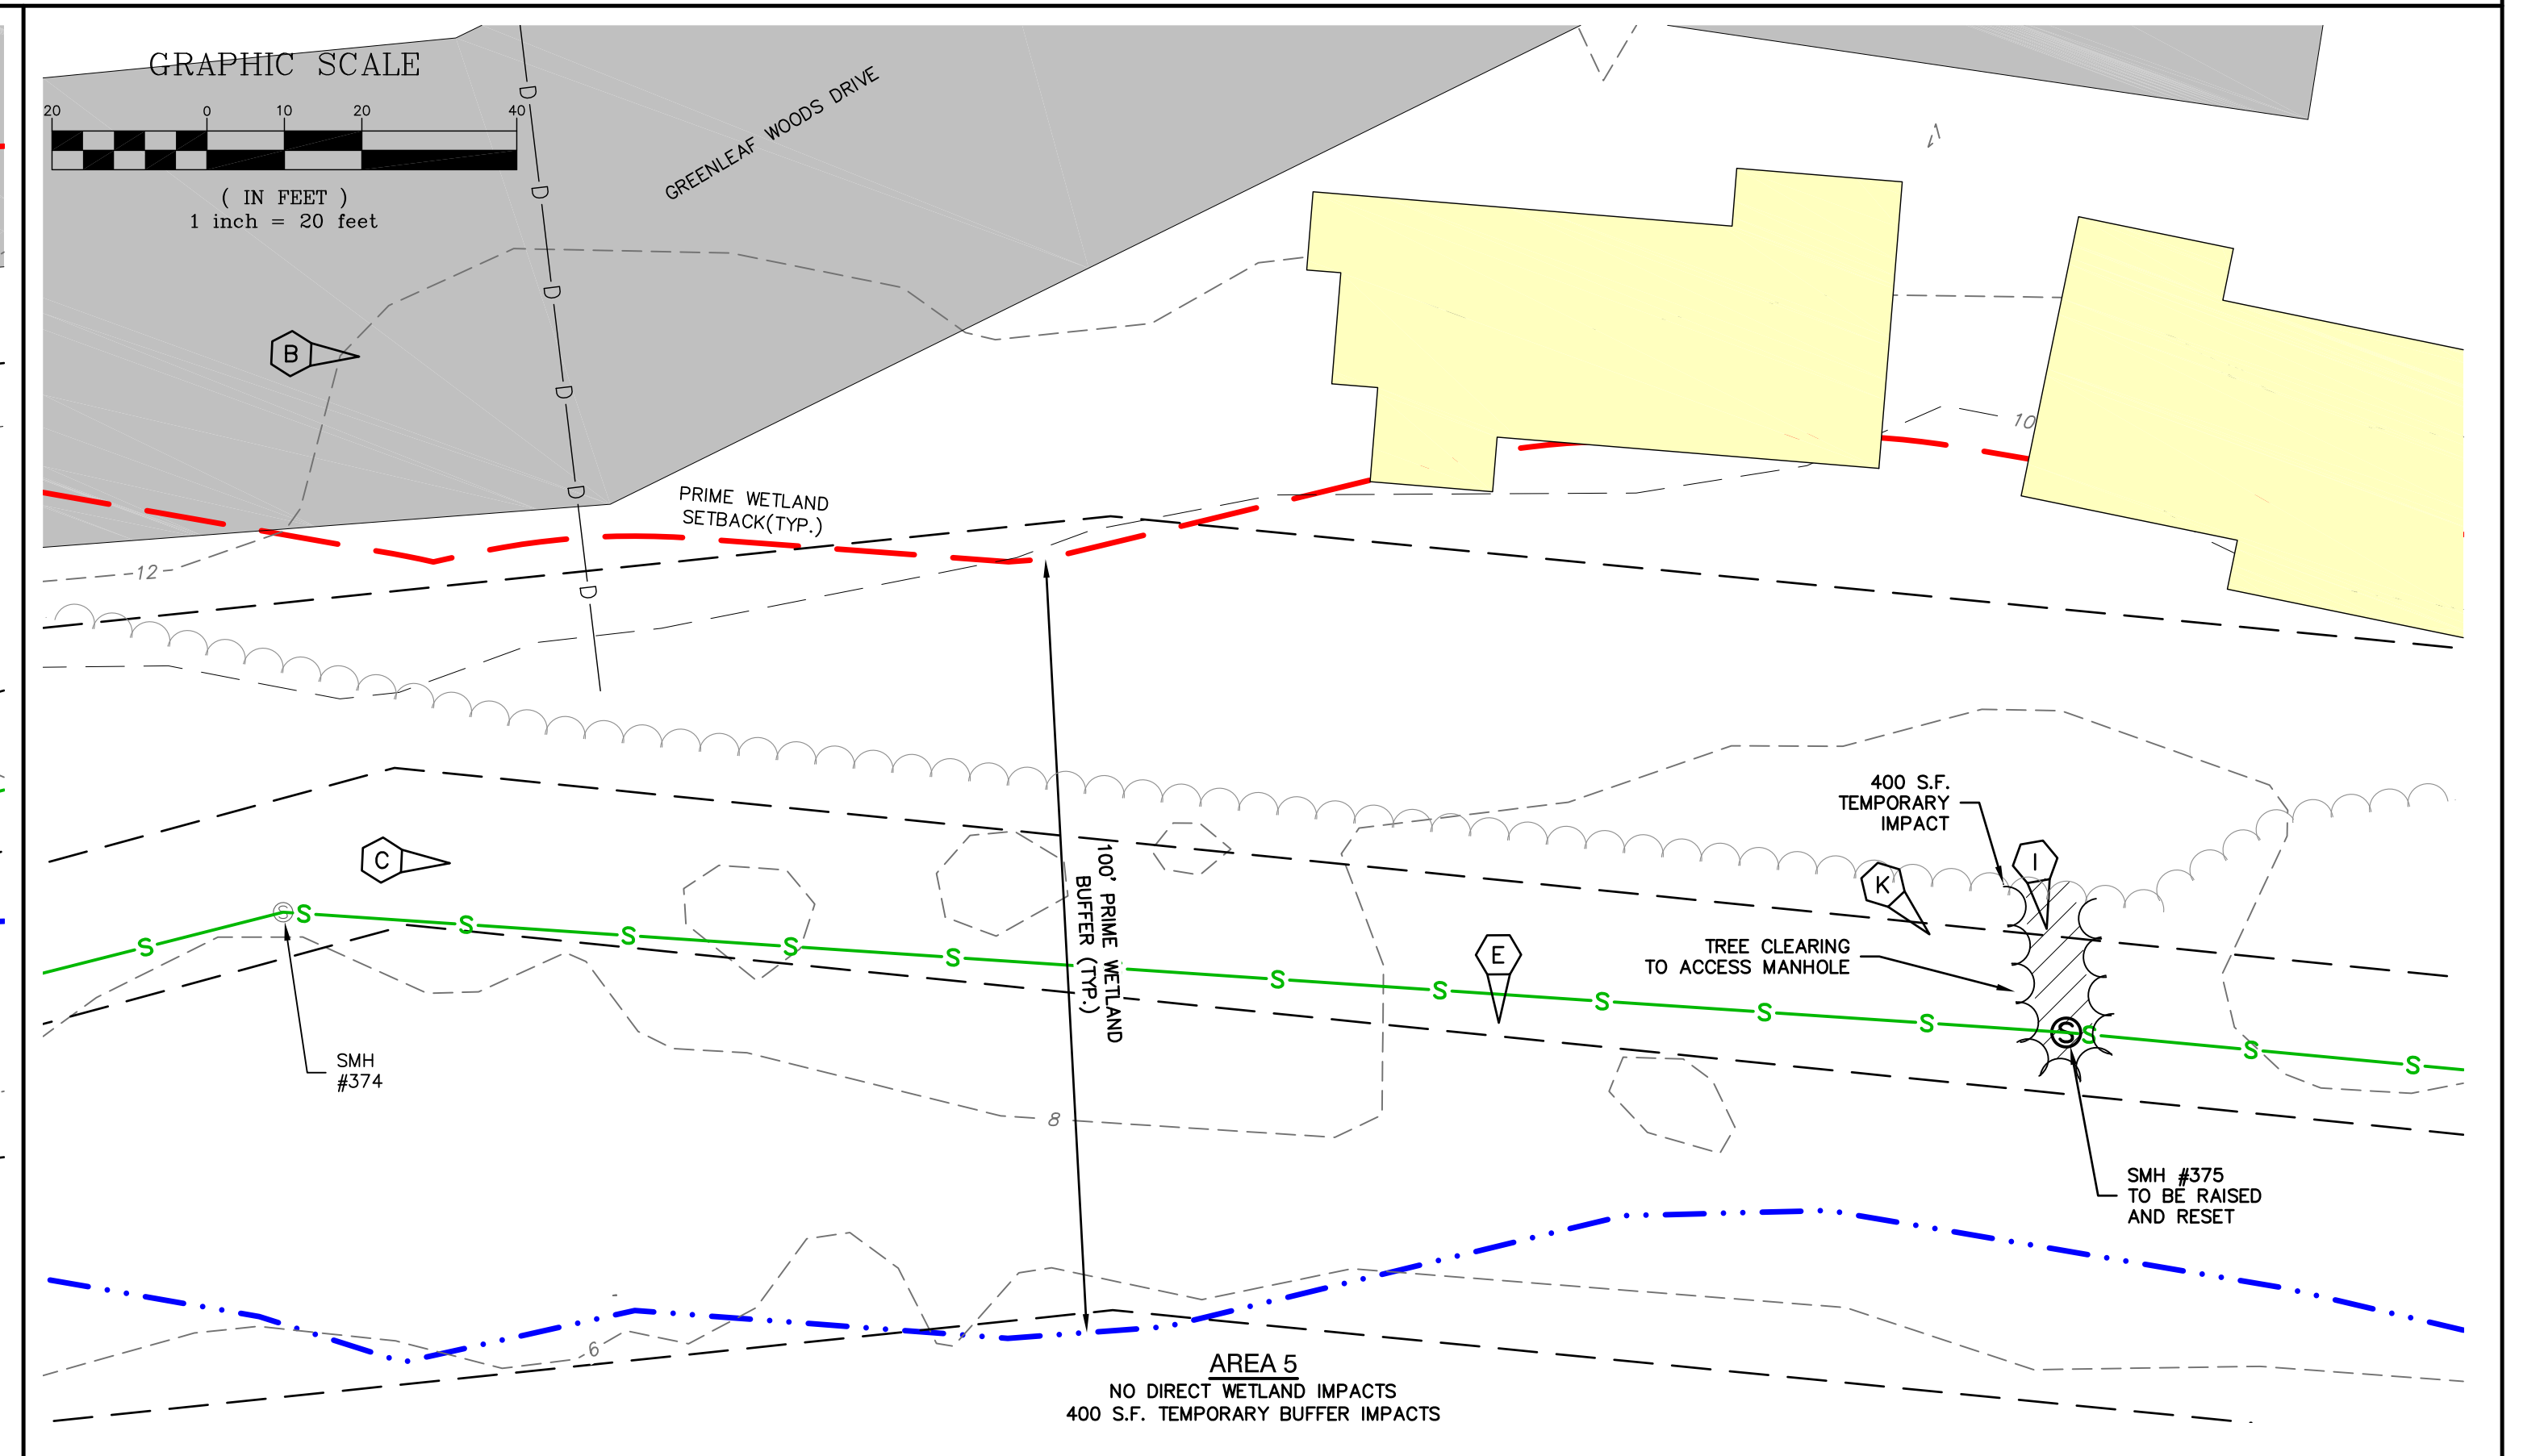 GRAPHIC SCALE
20 0 10 20 40
( IN FEET )
1 inch = 20 feet
GREENLEAF WOODS DRIVE
D
D
D
D
D
D
B
PRIME WETLAND
SETBACK(TYP.)
12
10
400 S.F.
TEMPORARY
IMPACT
I
K
C
100' PRIME WETLAND
BUFFER (TYP.)
E
TREE CLEARING
TO ACCESS MANHOLE
S S S S S S S S S S S S S S S S
SMH
#374
8
SMH #375
TO BE RAISED
AND RESET
6
AREA 5
NO DIRECT WETLAND IMPACTS
400 S.F. TEMPORARY BUFFER IMPACTS